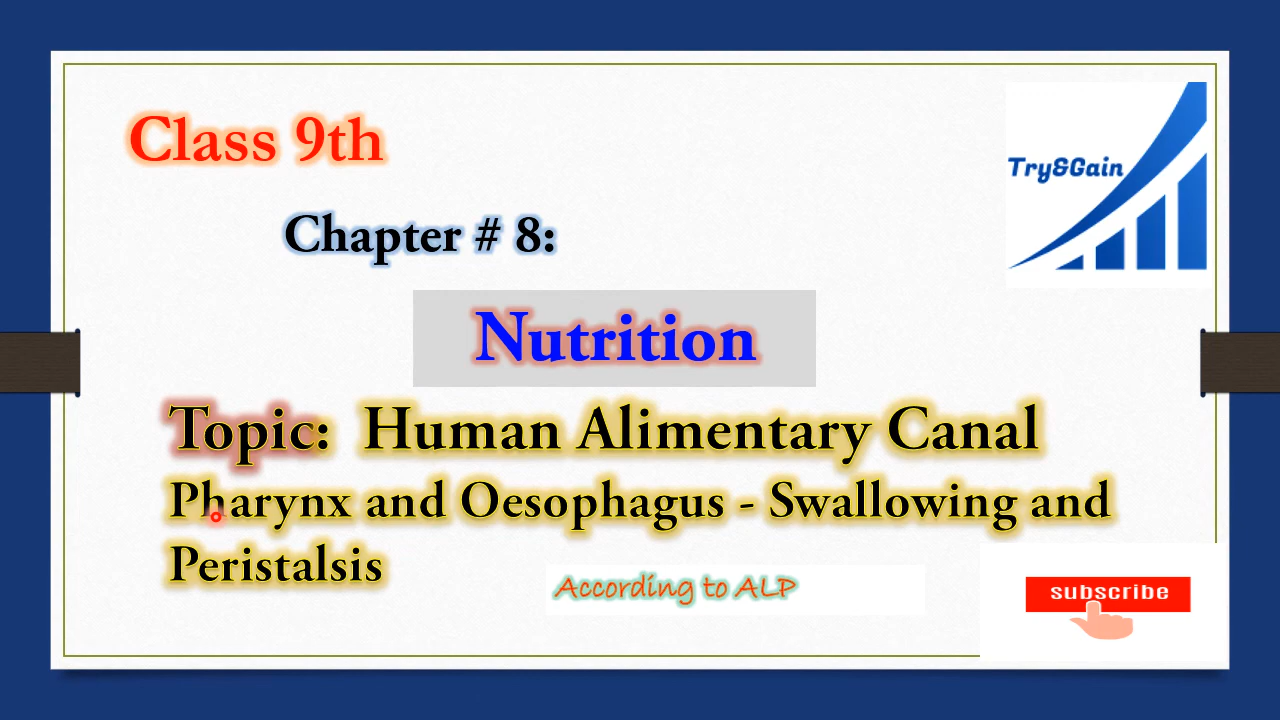 Class 9th
Try&Gain
Chapter # 8:
Nutrition
Topic: Human Alimentary Canal
Pharynx and Oesophagus - Swallowing and
Peristalsis
According to ALP
subscribe